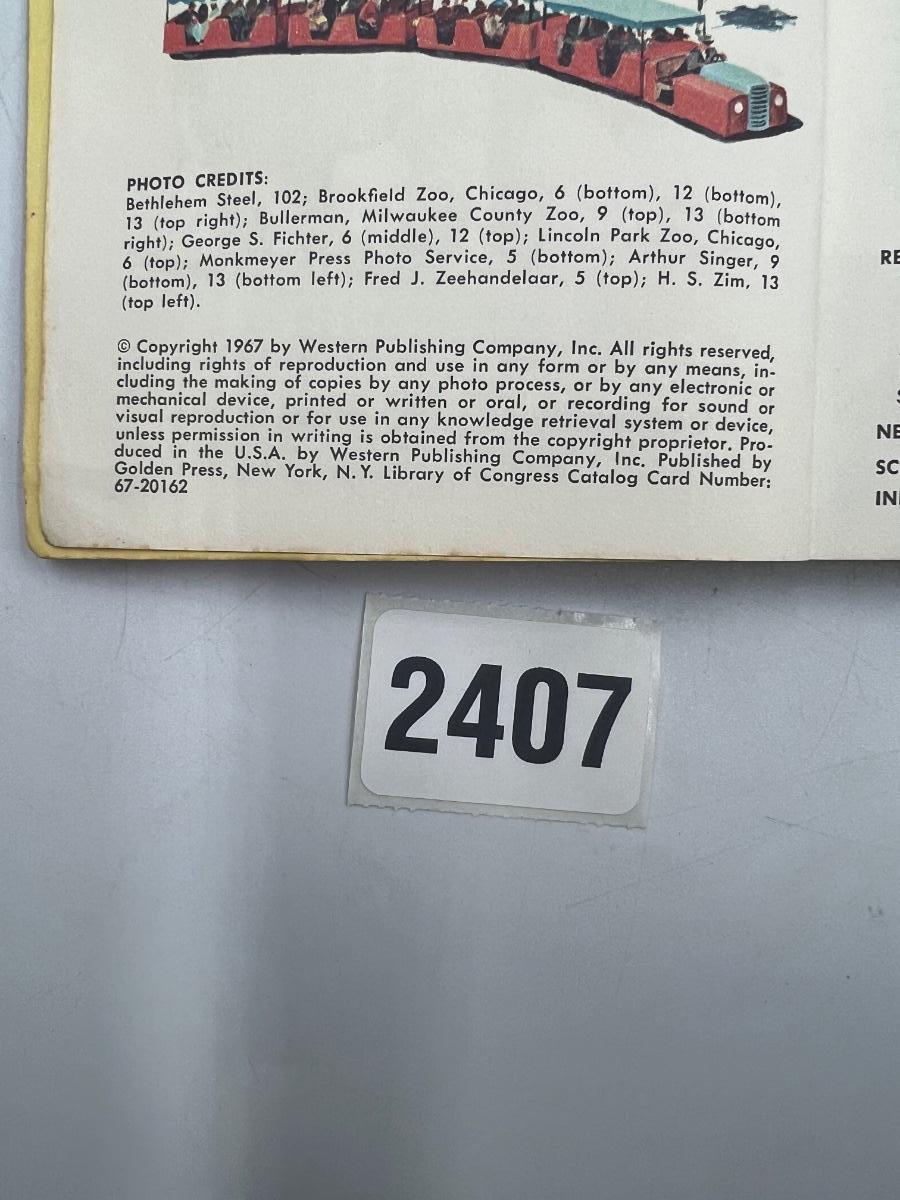 PHOTO CREDITS:
Bethlehem Steel, 102; Brookfield Zoo, Chicago, 6 (bottom), 12 (bottom),
13 (top right); Bullerman, Milwaukee County Zoo, 9 (top), 13 (bottom
right); George S. Fichter, 6 (middle), 12 (top); Lincoln Park Zoo, Chicago,
6 (top); Monkmeyer Press Photo Service, 5 (bottom); Arthur Singer, 9
(bottom), 13 (bottom left); Fred J. Zeehandelaar, 5 (top); H. S. Zim, 13
(top left).
© Copyright 1967 by Western Publishing Company, Inc. All rights reserved,
including rights of reproduction and use in any form or by any means, in-
cluding the making of copies by any photo process, or by any electronic or
mechanical device, printed or written or oral, or recording for sound or
visual reproduction or for use in any knowledge retrieval system or device,
unless permission in writing is obtained from the copyright proprietor. Pro-
duced in the U.S.A. by Western Publishing Company, Inc. Published by
Golden Press, New York, N.Y. Library of Congress Catalog Card Number:
67-20162
RE
NE
SC
IN
2407